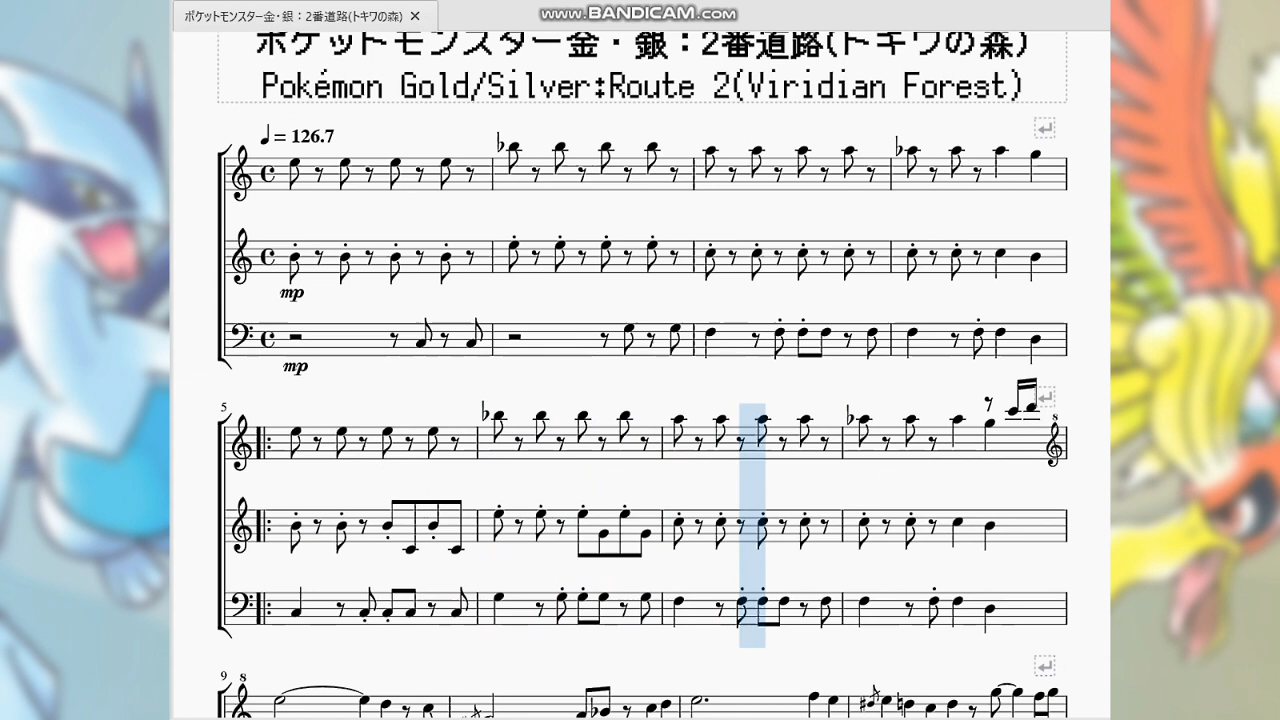 ポケットモンスター金・銀：2番道路(トキワの森) ✕
www.BANDICAM.com
ポケットモンスター金・銀：2番道路(トキワの森)
Pokémon Gold/Silver:Route 2(Viridian Forest)
♩ = 126.7
mp
mp
5
8
9
8